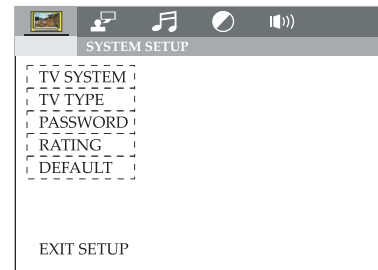 SYSTEM SETUP
TV SYSTEM
TV TYPE
PASSWORD
RATING
DEFAULT
EXIT SETUP